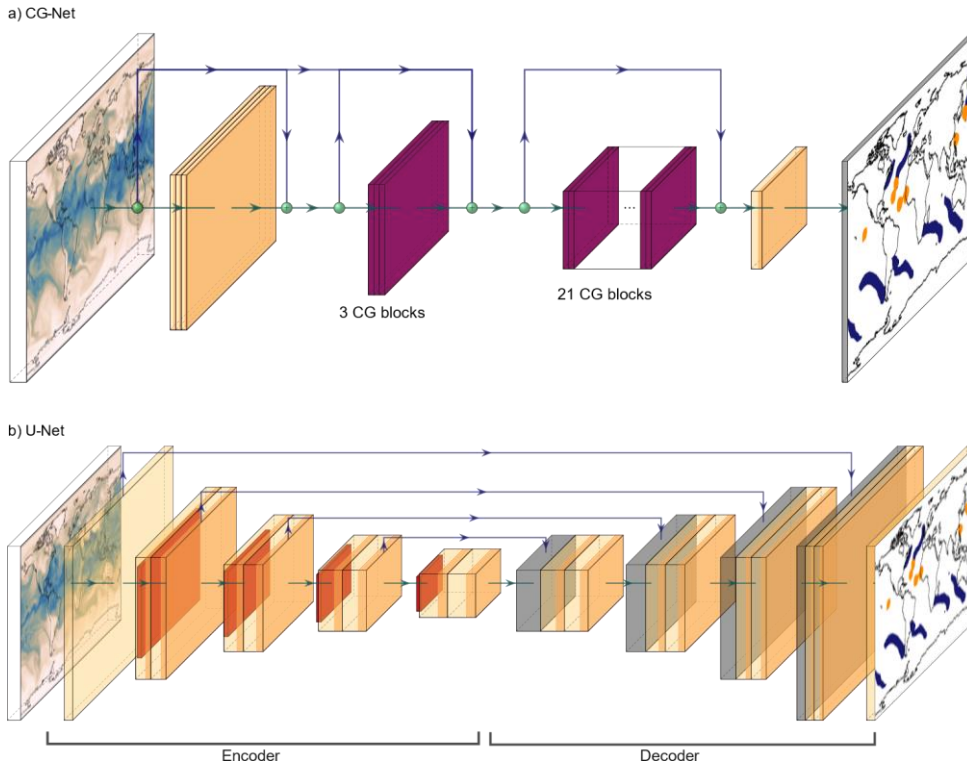 a) CG-Net
...
3 CG blocks
21 CG blocks
b) U-Net
Encoder
Decoder